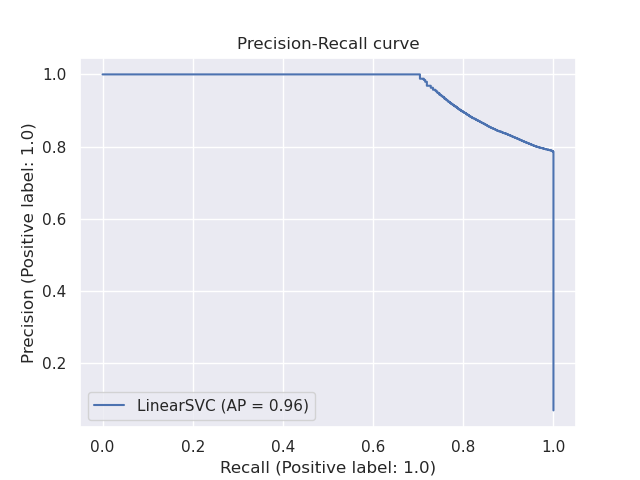 Precision-Recall curve
Precision (Positive label: 1.0)
1.0
0.8
0.6
0.4
0.2
LinearSVC (AP = 0.96)
0.0 0.2 0.4 0.6 0.8 1.0
Recall (Positive label: 1.0)